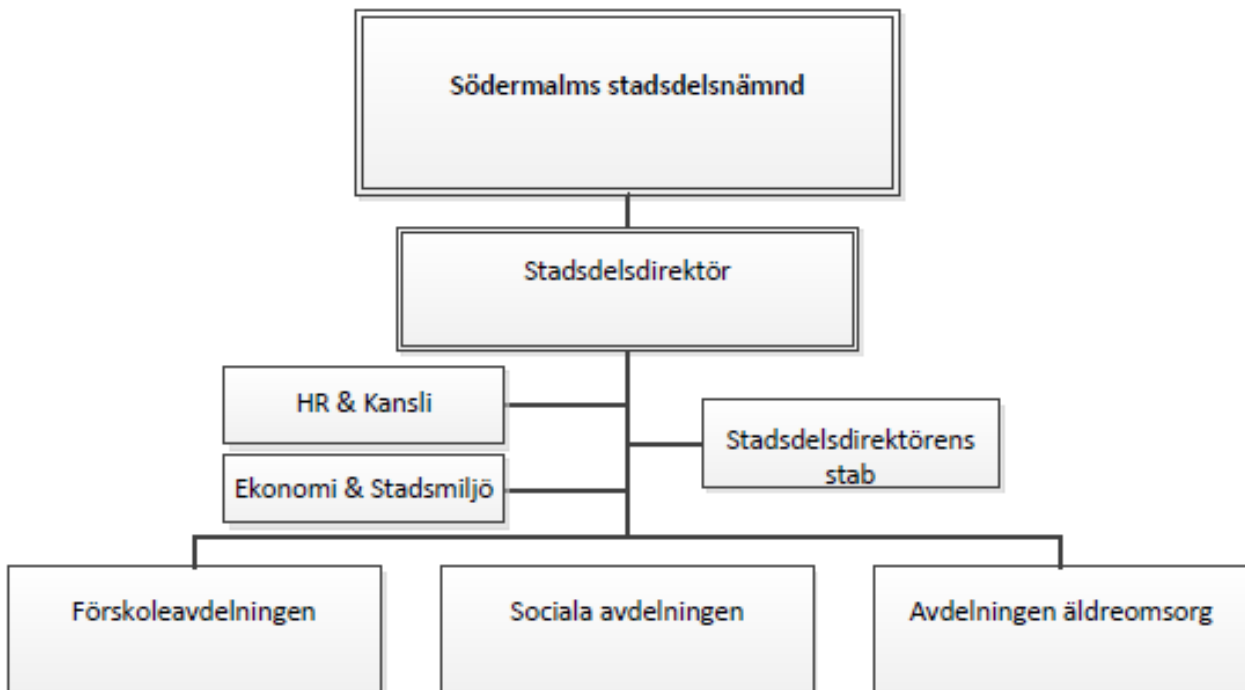 Södermalms stadsdelsnämnd
Stadsdelsdirektör
HR & Kansli
Stadsdelsdirektörens
stab
Ekonomi & Stadsmiljö
Förskoleavdelningen
Sociala avdelningen
Avdelningen äldreomsorg